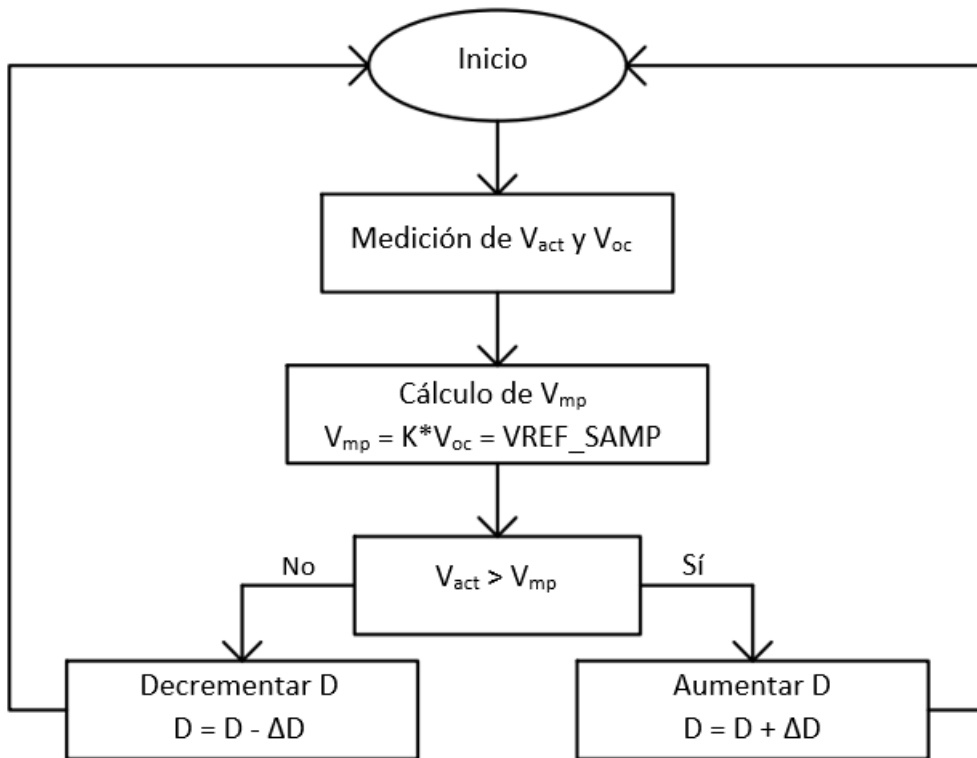 Inicio
Medición de Vact y Voc
Cálculo de Vmp
Vmp = K*Voc = VREF_SAMP
Vact > Vmp
No
Sí
Decrementar D
D = D - ΔD
Aumentar D
D = D + ΔD